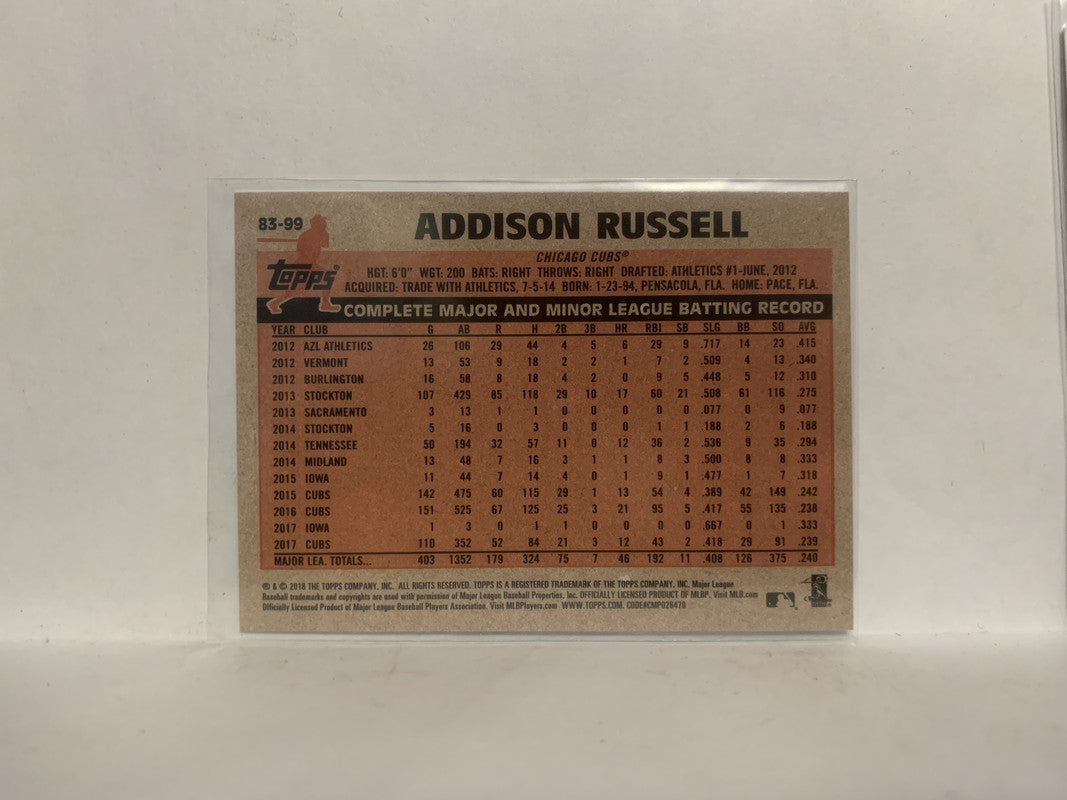 83-99
ADDISON RUSSELL
Topps
CHICAGO CUBS®
HGT: 6'0" WGT: 200 BATS: RIGHT THROWS: RIGHT DRAFTED: ATHLETICS #1-JUNE, 2012
ACQUIRED: TRADE WITH ATHLETICS, 7-5-14 BORN: 1-23-94, PENSACOLA, FLA. HOME: PACE, FLA.
COMPLETE MAJOR AND MINOR LEAGUE BATTING RECORD
YEAR CLUB G AB R H 2B 3B HR RBI SB SLG BB SO AVG
2012 AZL ATHLETICS 26 106 29 44 4 5 6 29 9 .717 14 23 .415
2012 VERMONT 13 53 9 18 2 2 1 7 2 .509 4 13 .340
2012 BURLINGTON 16 58 8 18 4 2 0 9 5 .448 5 12 .310
2013 STOCKTON 107 429 85 118 29 10 17 60 21 .508 61 116 .275
2013 SACRAMENTO 3 13 1 1 0 0 0 0 0 .077 0 9 .077
2014 STOCKTON 5 16 0 3 0 0 0 1 1 .188 2 6 .188
2014 TENNESSEE 50 194 32 57 11 0 12 36 2 .536 9 35 .294
2014 MIDLAND 13 48 7 16 3 1 1 8 3 .500 8 8 .333
2015 IOWA 11 44 7 14 4 0 1 9 1 .477 1 7 .318
2015 CUBS 142 475 60 115 29 1 13 54 4 .389 42 149 .242
2016 CUBS 151 525 67 125 25 3 21 95 5 .417 55 135 .238
2017 IOWA 1 3 0 1 1 0 0 0 0 .667 0 1 .333
2017 CUBS 110 352 52 84 21 3 12 43 2 .418 29 91 .239
MAJOR LEA. TOTALS... 403 1352 179 324 75 7 46 192 11 .408 126 375 .240
® & © 2018 THE TOPPS COMPANY, INC. ALL RIGHTS RESERVED. TOPPS IS A REGISTERED TRADEMARK OF THE TOPPS COMPANY, INC. Major League
Baseball trademarks and copyrights are used with permission of Major League Baseball Properties, Inc. OFFICIALLY LICENSED PRODUCT OF MLBP. Visit MLB.com
Officially Licensed Product of Major League Baseball Players Association. Visit MLBPlayers.com WWW.TOPPS.COM. CODE#CMP026470